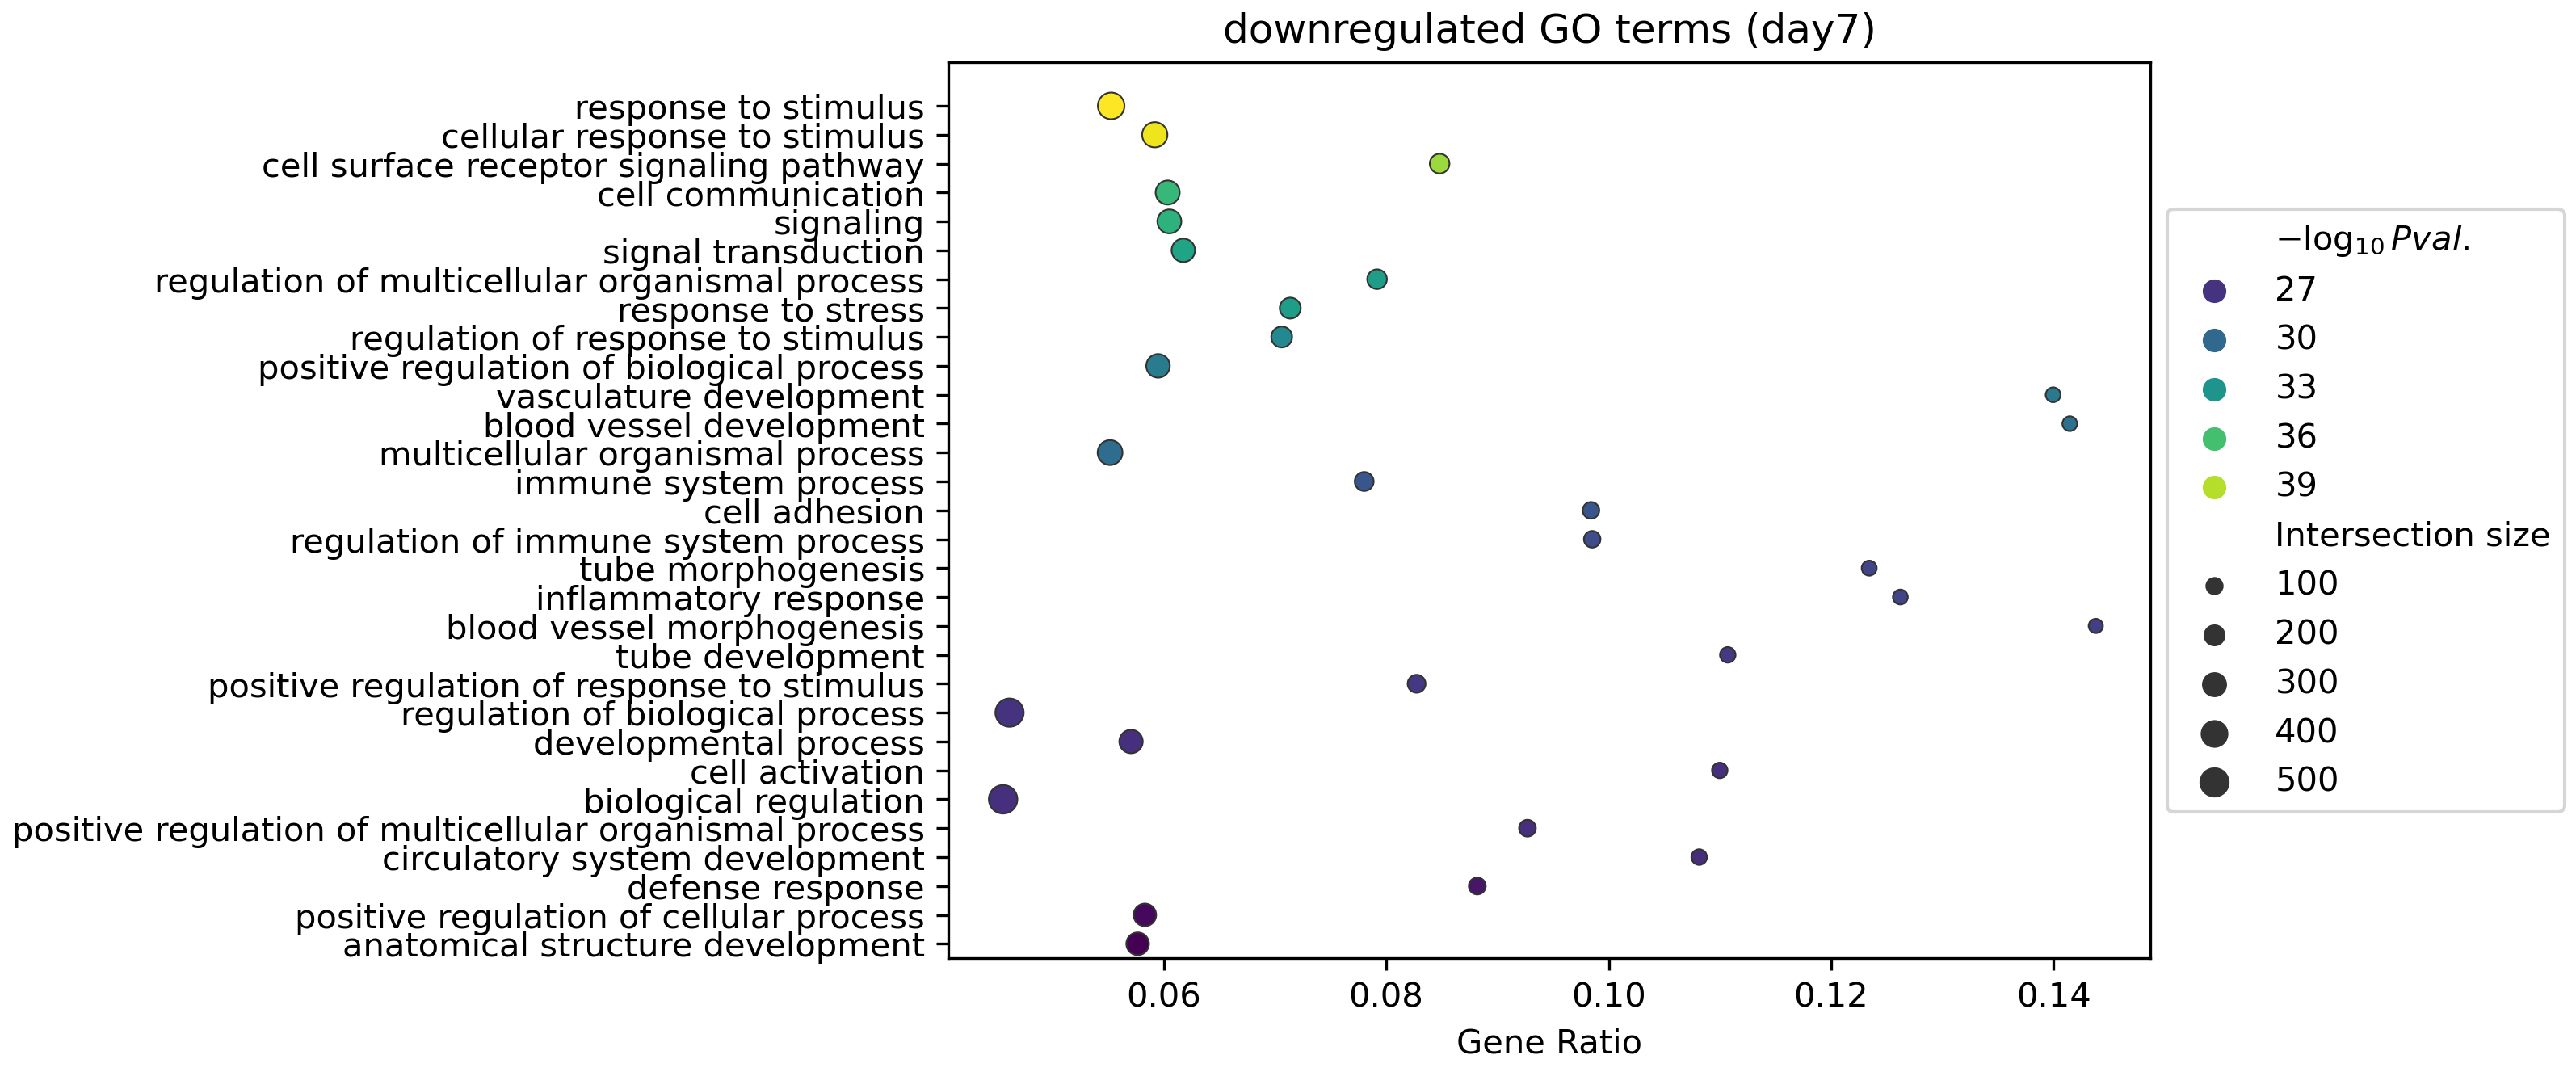 downregulated GO terms (day7)
response to stimulus
cellular response to stimulus
cell surface receptor signaling pathway
cell communication
signaling
signal transduction
regulation of multicellular organismal process
response to stress
regulation of response to stimulus
positive regulation of biological process
vasculature development
blood vessel development
multicellular organismal process
immune system process
cell adhesion
regulation of immune system process
tube morphogenesis
inflammatory response
blood vessel morphogenesis
tube development
positive regulation of response to stimulus
regulation of biological process
developmental process
cell activation
biological regulation
positive regulation of multicellular organismal process
circulatory system development
defense response
positive regulation of cellular process
anatomical structure development
0.06 0.08 0.10 0.12 0.14
Gene Ratio
−log₁₀ Pval.
27
30
33
36
39
Intersection size
100
200
300
400
500